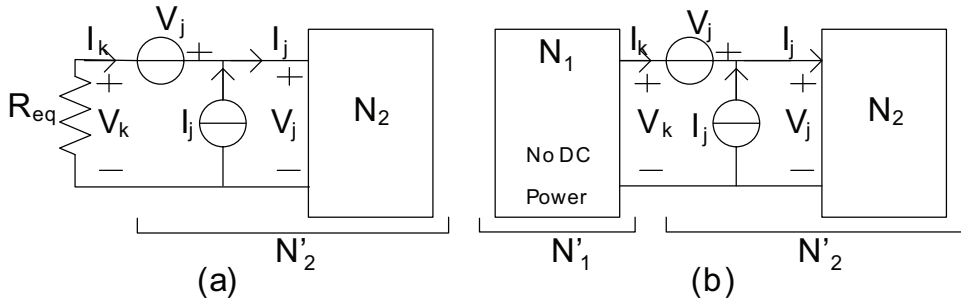 I_k V_j + I_j
+ +
R_eq V_k I_j V_j N_2
− −
N'_2
(a)
N_1 I_k V_j + I_j
+ +
V_k I_j V_j N_2
No DC
Power
− −
N'_1 N'_2
(b)